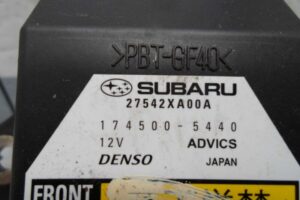 >PBT-GF40<
SUBARU
27542XA00A
174500-5440
12V ADVICS
DENSO JAPAN
FRONT